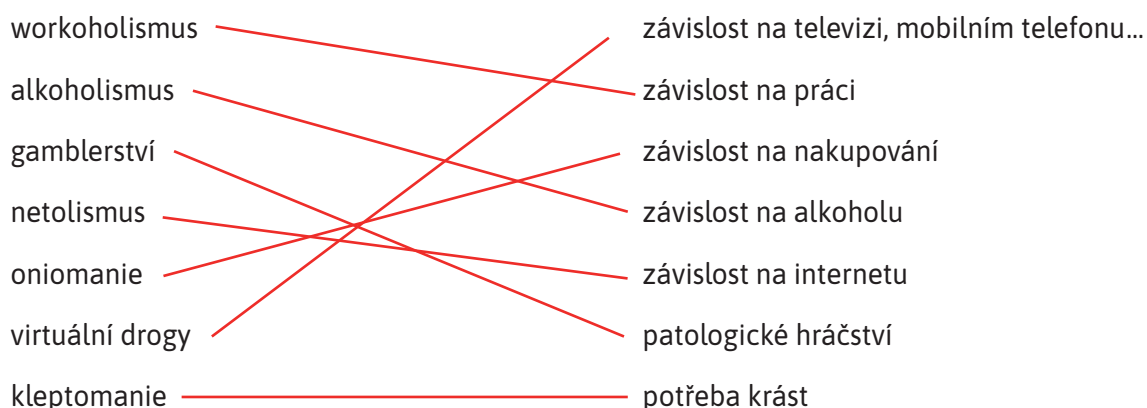 workoholismus závislost na televizi, mobilním telefonu...
alkoholismus závislost na práci
gamblerství závislost na nakupování
netolismus závislost na alkoholu
oniomanie závislost na internetu
virtuální drogy patologické hráčství
kleptomanie potřeba krást